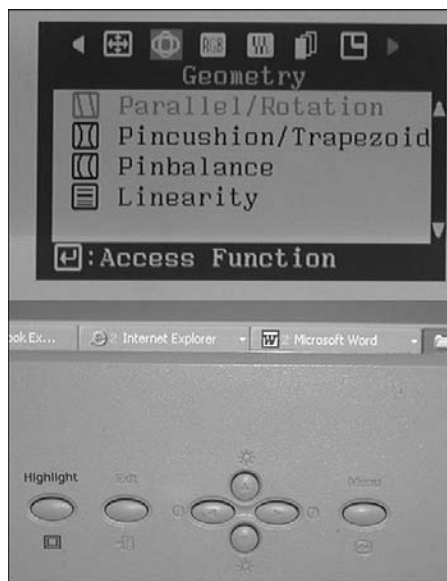 RGB
Geometry
Parallel/Rotation
Pincushion/Trapezoid
Pinbalance
Linearity
:Access Function
ook Ex...
2 Internet Explorer
2 Microsoft Word
Highlight
Exit
Menu